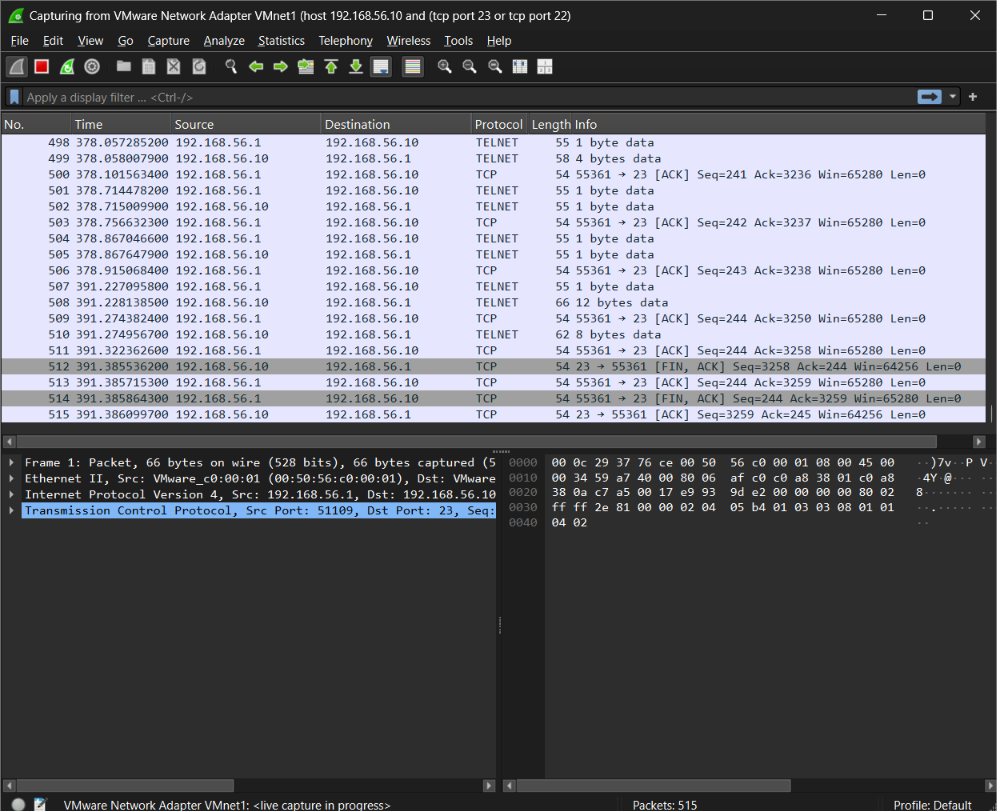 Capturing from VMware Network Adapter VMnet1 (host 192.168.56.10 and (tcp port 23 or tcp port 22)
File Edit View Go Capture Analyze Statistics Telephony Wireless Tools Help
Apply a display filter ... <Ctrl-/>
No. Time Source Destination Protocol Length Info
498 378.057285200 192.168.56.1 192.168.56.10 TELNET 55 1 byte data
499 378.058007900 192.168.56.10 192.168.56.1 TELNET 58 4 bytes data
500 378.101563400 192.168.56.1 192.168.56.10 TCP 54 55361 → 23 [ACK] Seq=241 Ack=3236 Win=65280 Len=0
501 378.714478200 192.168.56.1 192.168.56.10 TELNET 55 1 byte data
502 378.715009900 192.168.56.10 192.168.56.1 TELNET 55 1 byte data
503 378.756632300 192.168.56.1 192.168.56.10 TCP 54 55361 → 23 [ACK] Seq=242 Ack=3237 Win=65280 Len=0
504 378.867046600 192.168.56.1 192.168.56.10 TELNET 55 1 byte data
505 378.867647900 192.168.56.10 192.168.56.1 TELNET 55 1 byte data
506 378.915068400 192.168.56.1 192.168.56.10 TCP 54 55361 → 23 [ACK] Seq=243 Ack=3238 Win=65280 Len=0
507 391.227095800 192.168.56.1 192.168.56.10 TELNET 55 1 byte data
508 391.228138500 192.168.56.10 192.168.56.1 TELNET 66 12 bytes data
509 391.274382400 192.168.56.1 192.168.56.10 TCP 54 55361 → 23 [ACK] Seq=244 Ack=3250 Win=65280 Len=0
510 391.274956700 192.168.56.10 192.168.56.1 TELNET 62 8 bytes data
511 391.322362600 192.168.56.1 192.168.56.10 TCP 54 55361 → 23 [ACK] Seq=244 Ack=3258 Win=65280 Len=0
512 391.385536200 192.168.56.10 192.168.56.1 TCP 54 23 → 55361 [FIN, ACK] Seq=3258 Ack=244 Win=64256 Len=0
513 391.385715300 192.168.56.1 192.168.56.10 TCP 54 55361 → 23 [ACK] Seq=244 Ack=3259 Win=65280 Len=0
514 391.385864300 192.168.56.1 192.168.56.10 TCP 54 55361 → 23 [FIN, ACK] Seq=244 Ack=3259 Win=65280 Len=0
515 391.386099700 192.168.56.10 192.168.56.1 TCP 54 23 → 55361 [ACK] Seq=3259 Ack=245 Win=64256 Len=0
Frame 1: Packet, 66 bytes on wire (528 bits), 66 bytes captured (5
Ethernet II, Src: VMware_c0:00:01 (00:50:56:c0:00:01), Dst: VMware
Internet Protocol Version 4, Src: 192.168.56.1, Dst: 192.168.56.10
Transmission Control Protocol, Src Port: 51109, Dst Port: 23, Seq:
0000 00 0c 29 37 76 ce 00 50 56 c0 00 01 08 00 45 00 ··)7v··P V·
0010 00 34 59 a7 40 00 80 06 af c0 c0 a8 38 01 c0 a8 ·4Y·@···
0020 38 0a c7 a5 00 17 e9 93 9d e2 00 00 00 00 80 02 8·······
0030 ff ff 2e 81 00 00 02 04 05 b4 01 03 03 08 01 01 ··.·····
0040 04 02 ··
VMware Network Adapter VMnet1: <live capture in progress> Packets: 515 Profile: Default